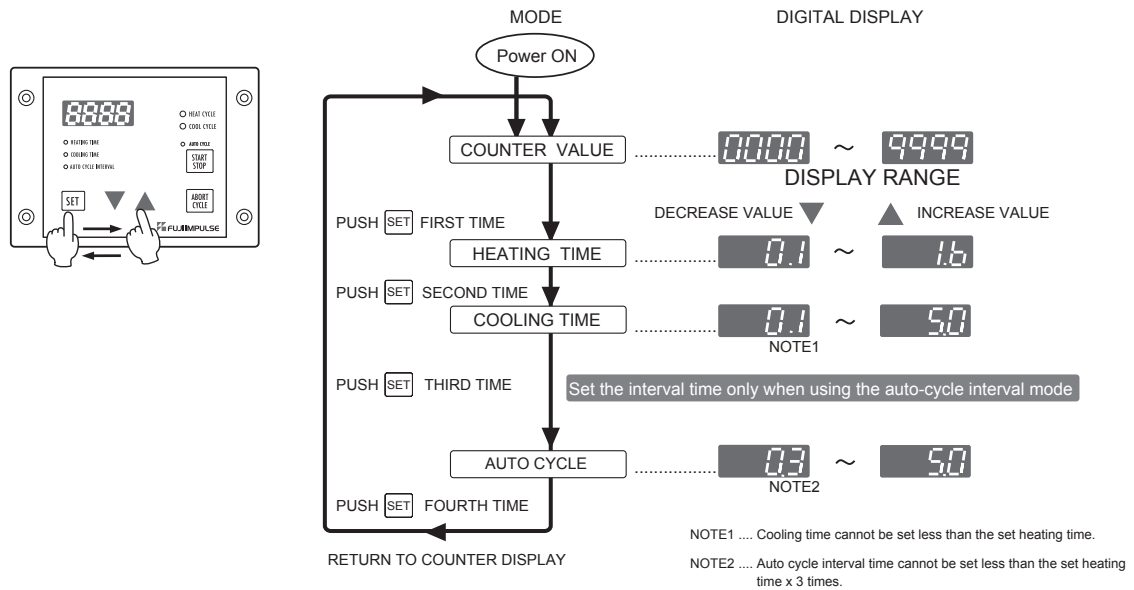 MODE
DIGITAL DISPLAY
Power ON
8888
HEAT CYCLE
COOL CYCLE
HEATING TIME
COOLING TIME
AUTO CYCLE INTERVAL
AUTO CYCLE
START
STOP
SET
ABORT
CYCLE
FUJI IMPULSE
COUNTER VALUE .................... 0000 ～ 9999
DISPLAY RANGE
PUSH SET FIRST TIME
DECREASE VALUE ▼ ▲ INCREASE VALUE
HEATING TIME .................... 0.1 ～ 1.6
PUSH SET SECOND TIME
COOLING TIME .................... 0.1 ～ 5.0
NOTE1
PUSH SET THIRD TIME
Set the interval time only when using the auto-cycle interval mode
AUTO CYCLE .................... 0.3 ～ 5.0
NOTE2
PUSH SET FOURTH TIME
RETURN TO COUNTER DISPLAY
NOTE1 .... Cooling time cannot be set less than the set heating time.
NOTE2 .... Auto cycle interval time cannot be set less than the set heating
time x 3 times.